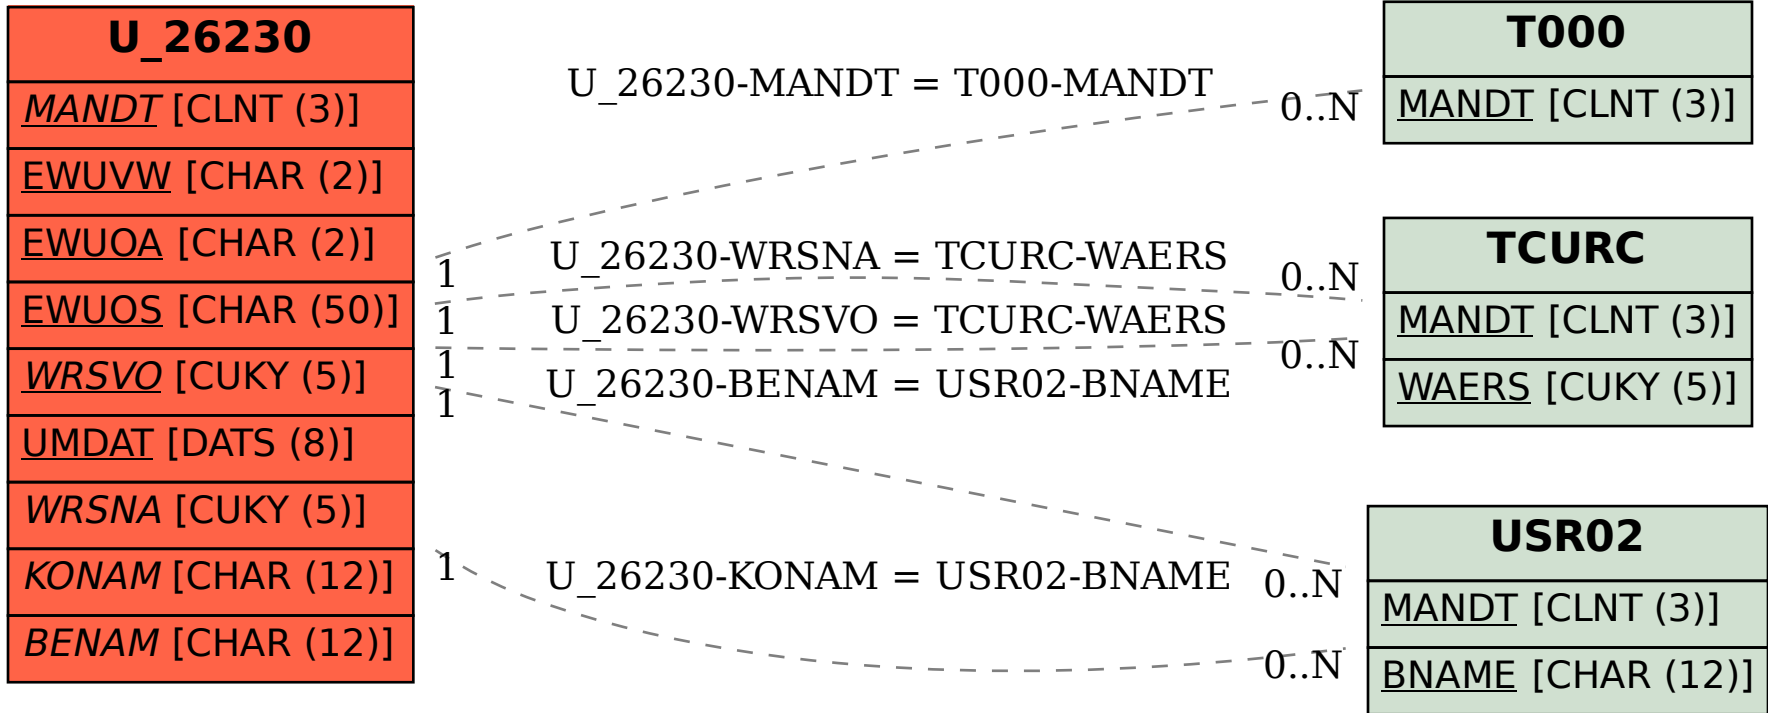 U_26230
MANDT [CLNT (3)]
EWUVW [CHAR (2)]
EWUOA [CHAR (2)]
EWUOS [CHAR (50)]
WRSVO [CUKY (5)]
UMDAT [DATS (8)]
WRSNA [CUKY (5)]
KONAM [CHAR (12)]
BENAM [CHAR (12)]
U_26230-MANDT = T000-MANDT
0..N
1
U_26230-WRSNA = TCURC-WAERS
0..N
1
U_26230-WRSVO = TCURC-WAERS
0..N
1
U_26230-BENAM = USR02-BNAME
1
0..N
1
U_26230-KONAM = USR02-BNAME
0..N
T000
MANDT [CLNT (3)]
TCURC
MANDT [CLNT (3)]
WAERS [CUKY (5)]
USR02
MANDT [CLNT (3)]
BNAME [CHAR (12)]